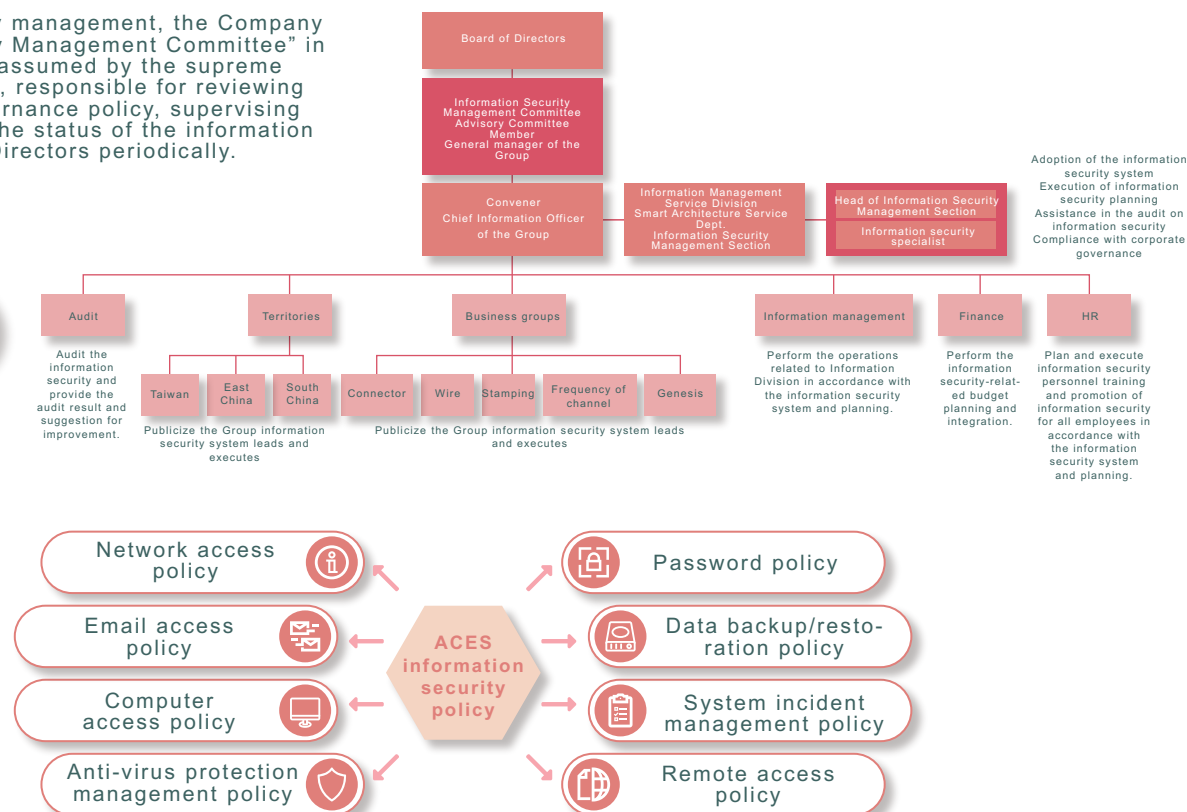 y management, the Company
y Management Committee” in
assumed by the supreme
, responsible for reviewing
ernance policy, supervising
he status of the information
Directors periodically.
Board of Directors
Information Security
Management Committee
Advisory Committee
Member
General manager of the
Group
Convener
Chief Information Officer
of the Group
Information Management
Service Division
Smart Architecture Service
Dept.
Information Security
Management Section
Head of Information Security
Management Section
Information security
specialist
Adoption of the information
security system
Execution of information
security planning
Assistance in the audit on
information security
Compliance with corporate
governance
Audit
Audit the
information
security and
provide the
audit result and
suggestion for
improvement.
Territories
Taiwan
East
China
South
China
Publicize the Group information
security system leads and
executes
Business groups
Connector
Wire
Stamping
Frequency of
channel
Genesis
Publicize the Group information security system leads
and executes
Information management
Perform the operations
related to Information
Division in accordance with
the information security
system and planning.
Finance
Perform the
information
security-relat-
ed budget
planning and
integration.
HR
Plan and execute
information security
personnel training
and promotion of
information security
for all employees in
accordance with
the information
security system
and planning.
ACES
information
security
policy
Network access
policy
Email access
policy
Computer
access policy
Anti-virus protection
management policy
Password policy
Data backup/resto-
ration policy
System incident
management policy
Remote access
policy